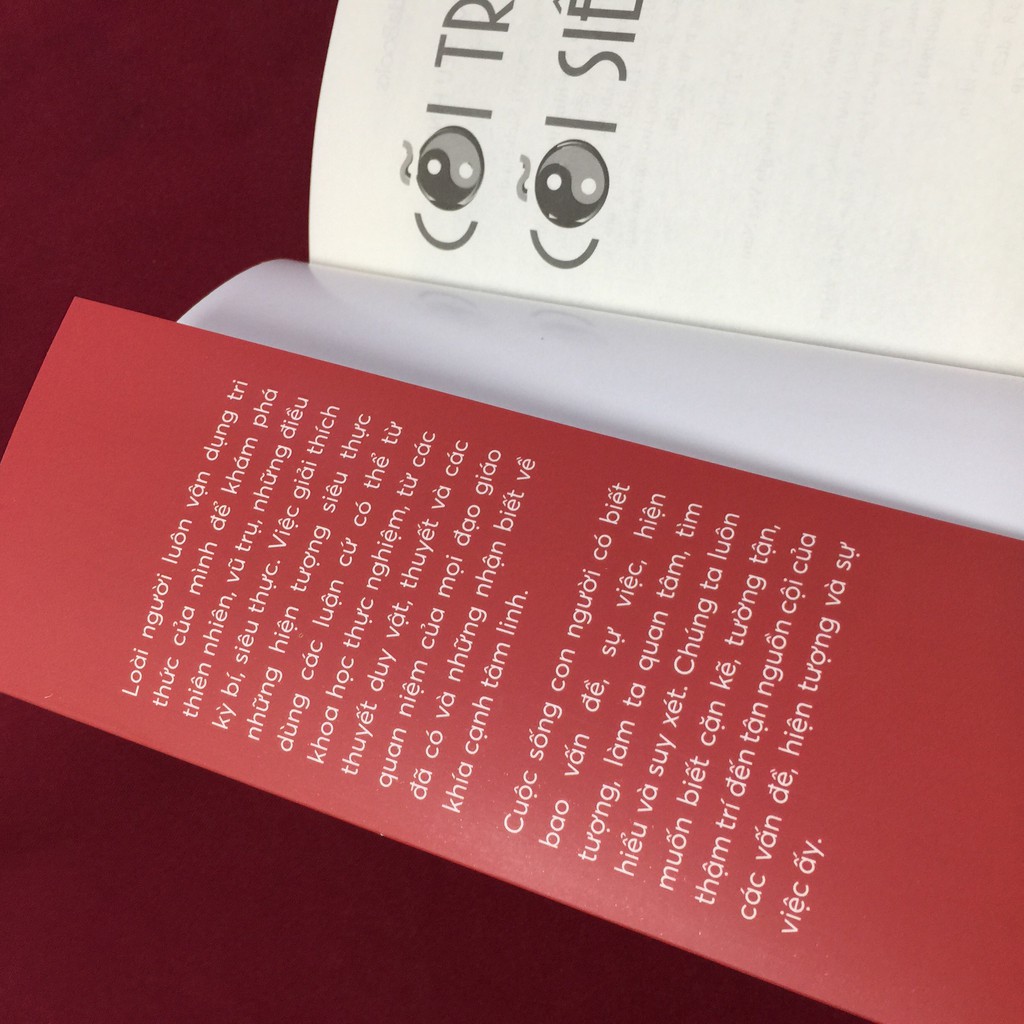 CÕI TR
CÕI SIÊ
Loài người luôn vận dụng tri
thức của mình để khám phá
thiên nhiên, vũ trụ, những điều
kỳ bí, siêu thực. Việc giải thích
những hiện tượng siêu thực
dùng các luận cứ có thể từ
khoa học thực nghiệm, từ các
thuyết duy vật, thuyết và các
quan niệm của mọi đạo giáo
đã có và những nhận biết về
khía cạnh tâm linh.
Cuộc sống con người có biết
bao vấn đề, sự việc, hiện
tượng, làm ta quan tâm, tìm
hiểu và suy xét. Chúng ta luôn
muốn biết cặn kẽ, tường tận,
thậm trí đến tận nguồn cội của
các vấn đề, hiện tượng và sự
việc ấy.